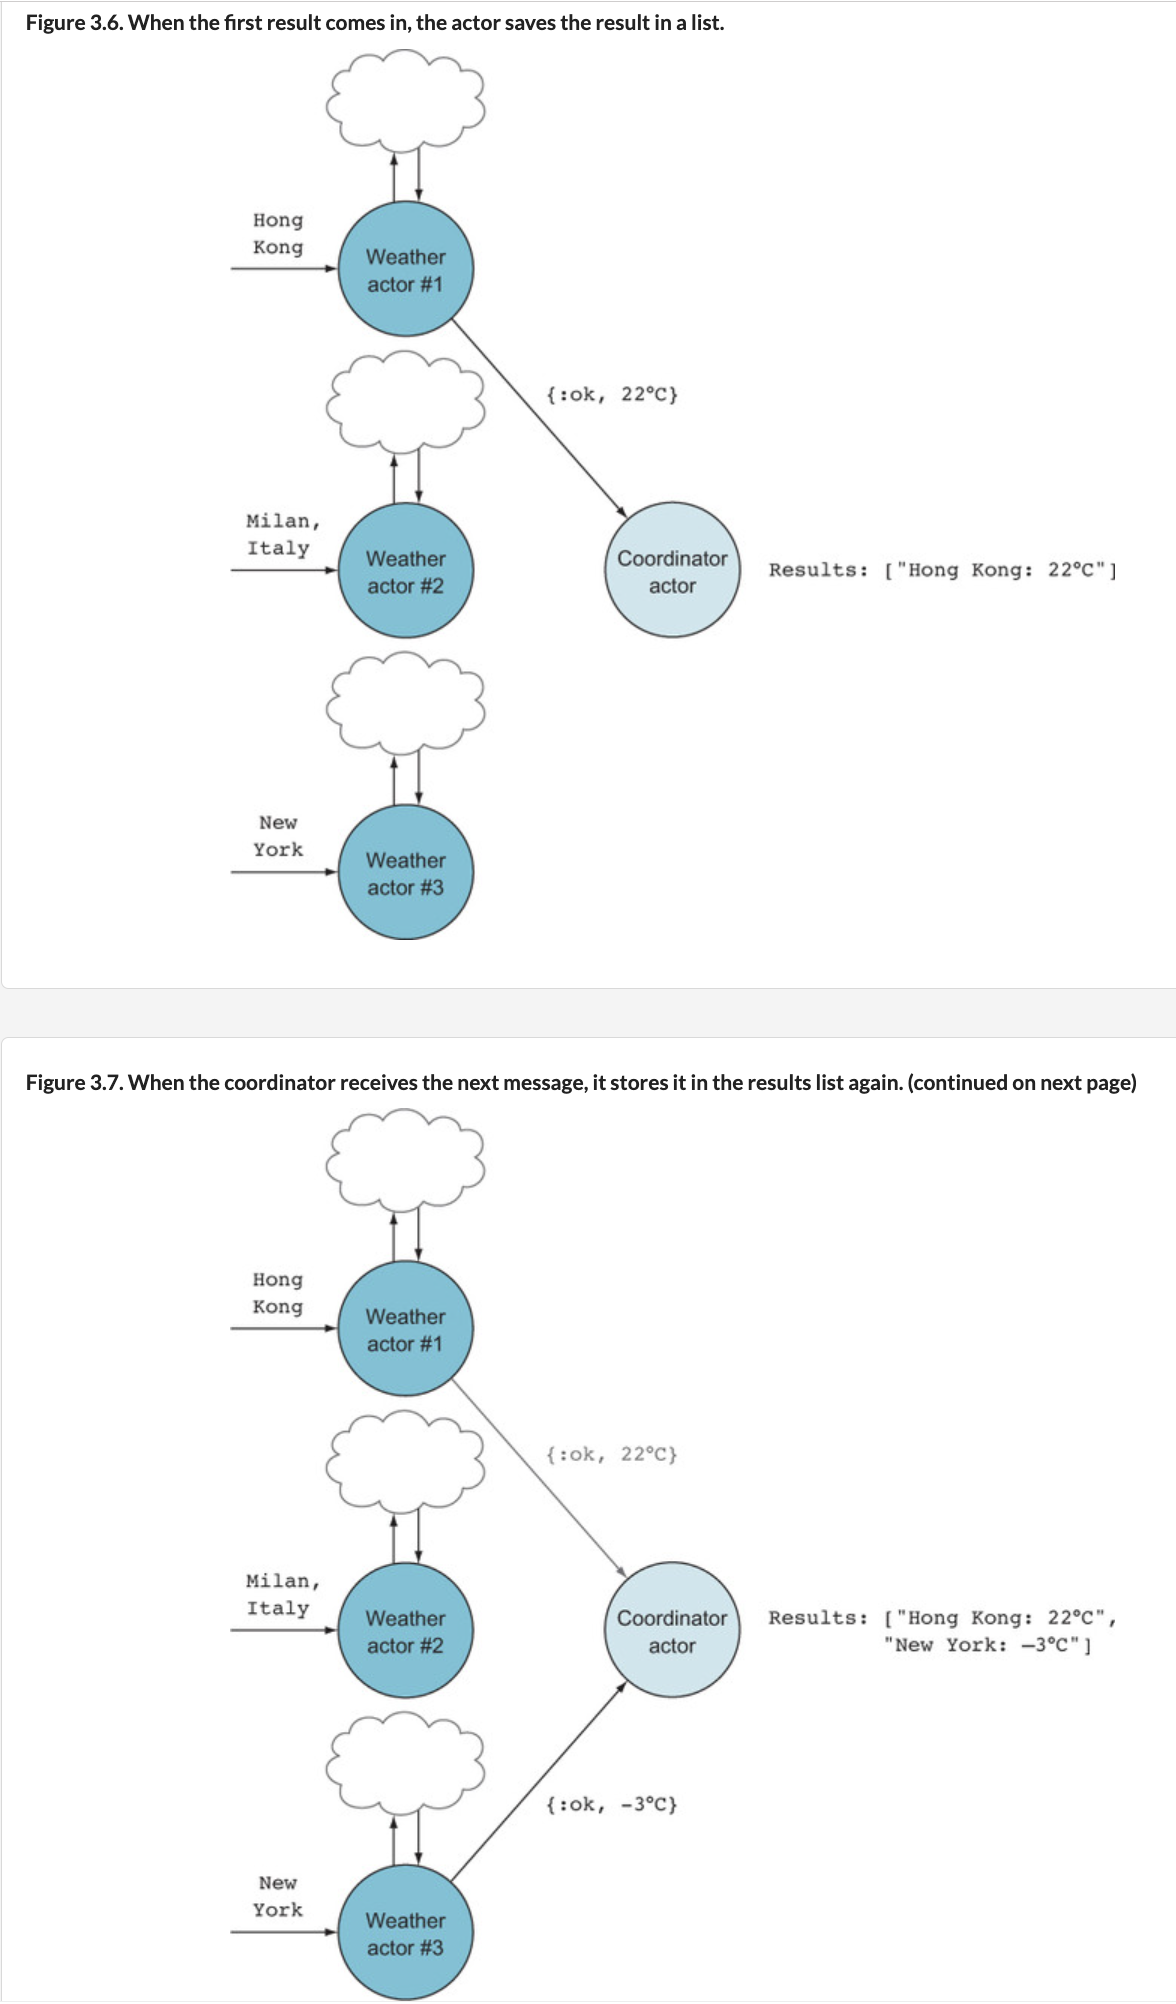 Figure 3.6. When the first result comes in, the actor saves the result in a list.
Hong
Kong
Weather
actor #1
{:ok, 22°C}
Milan,
Italy
Weather
actor #2
Coordinator
actor
Results: ["Hong Kong: 22°C"]
New
York
Weather
actor #3
Figure 3.7. When the coordinator receives the next message, it stores it in the results list again. (continued on next page)
Hong
Kong
Weather
actor #1
{:ok, 22°C}
Milan,
Italy
Weather
actor #2
Coordinator
actor
Results: ["Hong Kong: 22°C",
"New York: –3°C"]
{:ok, -3°C}
New
York
Weather
actor #3